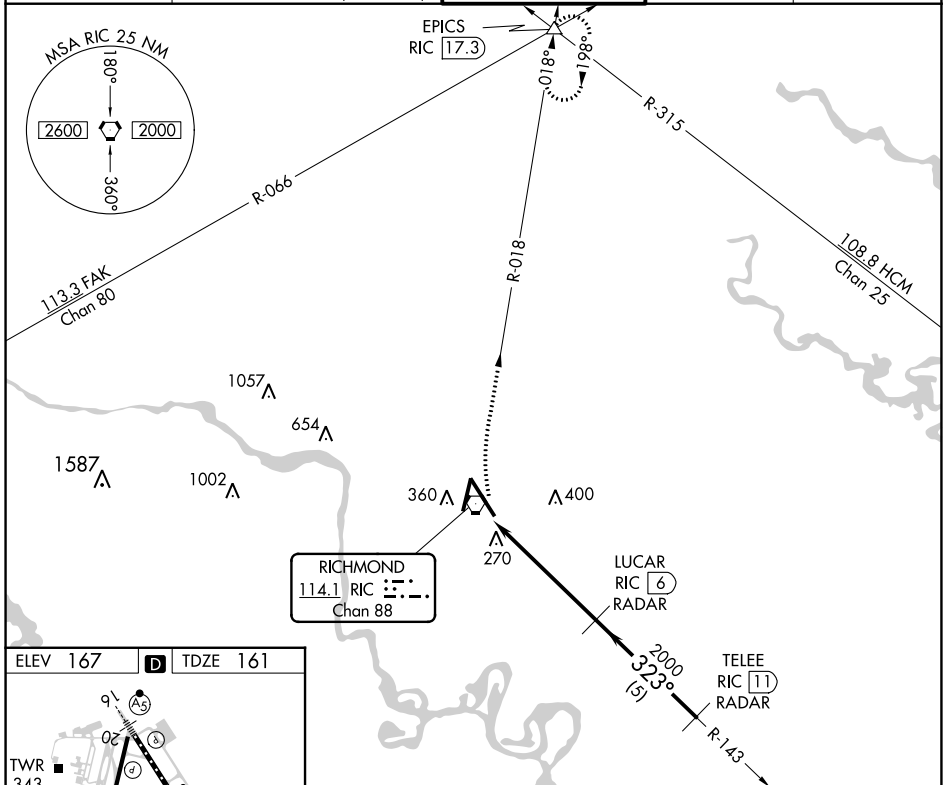 EPICS
RIC 17.3
MSA RIC 25 NM
180°
2600
2000
360°
018°
198°
R-315
R-066
R-018
113.3 FAK
Chan 80
108.8 HCM
Chan 25
1057
654
1587
1002
360
400
270
RICHMOND
114.1 RIC
Chan 88
LUCAR
RIC 6
RADAR
2000
323°
(5)
TELEE
RIC 11
RADAR
R-143
ELEV 167
D
TDZE 161
16
20
A5
P
P
TWR
343